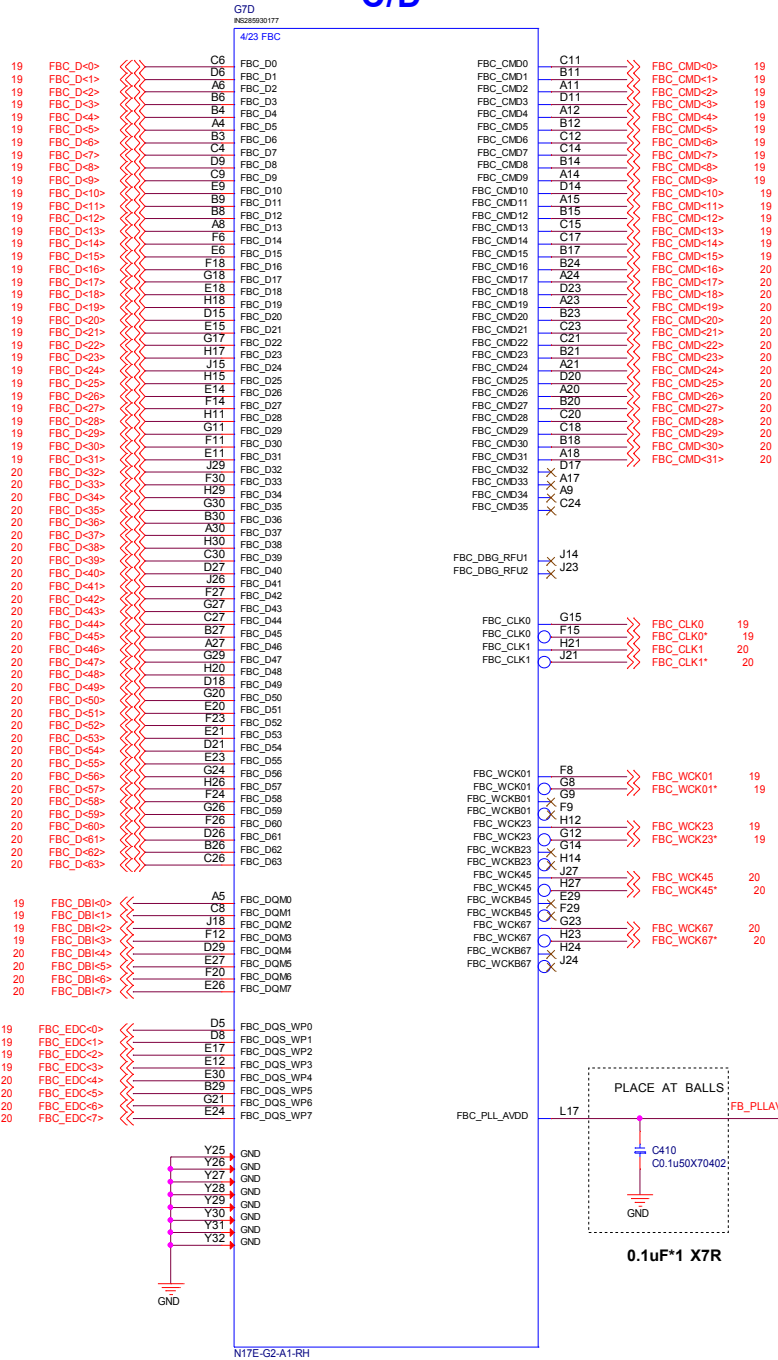 G7D
INS285930177
4/23 FBC
19 FBC_D<0> C6 FBC_D0
19 FBC_D<1> D6 FBC_D1
19 FBC_D<2> A6 FBC_D2
19 FBC_D<3> B6 FBC_D3
19 FBC_D<4> B4 FBC_D4
19 FBC_D<5> A4 FBC_D5
19 FBC_D<6> B3 FBC_D6
19 FBC_D<7> C4 FBC_D7
19 FBC_D<8> D9 FBC_D8
19 FBC_D<9> C9 FBC_D9
19 FBC_D<10> E9 FBC_D10
19 FBC_D<11> B9 FBC_D11
19 FBC_D<12> B8 FBC_D12
19 FBC_D<13> A8 FBC_D13
19 FBC_D<14> F6 FBC_D14
19 FBC_D<15> E6 FBC_D15
19 FBC_D<16> F18 FBC_D16
19 FBC_D<17> G18 FBC_D17
19 FBC_D<18> E18 FBC_D18
19 FBC_D<19> H18 FBC_D19
19 FBC_D<20> D15 FBC_D20
19 FBC_D<21> E15 FBC_D21
19 FBC_D<22> G17 FBC_D22
19 FBC_D<23> H17 FBC_D23
19 FBC_D<24> J15 FBC_D24
19 FBC_D<25> H15 FBC_D25
19 FBC_D<26> E14 FBC_D26
19 FBC_D<27> F14 FBC_D27
19 FBC_D<28> H11 FBC_D28
19 FBC_D<29> G11 FBC_D29
19 FBC_D<30> F11 FBC_D30
19 FBC_D<31> E11 FBC_D31
20 FBC_D<32> J29 FBC_D32
20 FBC_D<33> F30 FBC_D33
20 FBC_D<34> H29 FBC_D34
20 FBC_D<35> G30 FBC_D35
20 FBC_D<36> B30 FBC_D36
20 FBC_D<37> A30 FBC_D37
20 FBC_D<38> H30 FBC_D38
20 FBC_D<39> C30 FBC_D39
20 FBC_D<40> D27 FBC_D40
20 FBC_D<41> J26 FBC_D41
20 FBC_D<42> F27 FBC_D42
20 FBC_D<43> G27 FBC_D43
20 FBC_D<44> C27 FBC_D44
20 FBC_D<45> B27 FBC_D45
20 FBC_D<46> A27 FBC_D46
20 FBC_D<47> G29 FBC_D47
20 FBC_D<48> H20 FBC_D48
20 FBC_D<49> D18 FBC_D49
20 FBC_D<50> G20 FBC_D50
20 FBC_D<51> E20 FBC_D51
20 FBC_D<52> F23 FBC_D52
20 FBC_D<53> E21 FBC_D53
20 FBC_D<54> D21 FBC_D54
20 FBC_D<55> E23 FBC_D55
20 FBC_D<56> G24 FBC_D56
20 FBC_D<57> H26 FBC_D57
20 FBC_D<58> F24 FBC_D58
20 FBC_D<59> G26 FBC_D59
20 FBC_D<60> F26 FBC_D60
20 FBC_D<61> D26 FBC_D61
20 FBC_D<62> B26 FBC_D62
20 FBC_D<63> C26 FBC_D63
19 FBC_DBI<0> A5 FBC_DQM0
19 FBC_DBI<1> C8 FBC_DQM1
19 FBC_DBI<2> J18 FBC_DQM2
19 FBC_DBI<3> F12 FBC_DQM3
20 FBC_DBI<4> D29 FBC_DQM4
20 FBC_DBI<5> E27 FBC_DQM5
20 FBC_DBI<6> F20 FBC_DQM6
20 FBC_DBI<7> E26 FBC_DQM7
19 FBC_EDC<0> D5 FBC_DQS_WP0
19 FBC_EDC<1> D8 FBC_DQS_WP1
19 FBC_EDC<2> E17 FBC_DQS_WP2
19 FBC_EDC<3> E12 FBC_DQS_WP3
20 FBC_EDC<4> E30 FBC_DQS_WP4
20 FBC_EDC<5> B29 FBC_DQS_WP5
20 FBC_EDC<6> G21 FBC_DQS_WP6
20 FBC_EDC<7> E24 FBC_DQS_WP7
Y25 GND
Y26 GND
Y27 GND
Y28 GND
Y29 GND
Y30 GND
Y31 GND
Y32 GND
GND
FBC_CMD0 C11 FBC_CMD<0> 19
FBC_CMD1 B11 FBC_CMD<1> 19
FBC_CMD2 A11 FBC_CMD<2> 19
FBC_CMD3 D11 FBC_CMD<3> 19
FBC_CMD4 A12 FBC_CMD<4> 19
FBC_CMD5 B12 FBC_CMD<5> 19
FBC_CMD6 C12 FBC_CMD<6> 19
FBC_CMD7 C14 FBC_CMD<7> 19
FBC_CMD8 B14 FBC_CMD<8> 19
FBC_CMD9 A14 FBC_CMD<9> 19
FBC_CMD10 D14 FBC_CMD<10> 19
FBC_CMD11 A15 FBC_CMD<11> 19
FBC_CMD12 B15 FBC_CMD<12> 19
FBC_CMD13 C15 FBC_CMD<13> 19
FBC_CMD14 C17 FBC_CMD<14> 19
FBC_CMD15 B17 FBC_CMD<15> 19
FBC_CMD16 B24 FBC_CMD<16> 20
FBC_CMD17 A24 FBC_CMD<17> 20
FBC_CMD18 D23 FBC_CMD<18> 20
FBC_CMD19 A23 FBC_CMD<19> 20
FBC_CMD20 B23 FBC_CMD<20> 20
FBC_CMD21 C23 FBC_CMD<21> 20
FBC_CMD22 C21 FBC_CMD<22> 20
FBC_CMD23 B21 FBC_CMD<23> 20
FBC_CMD24 A21 FBC_CMD<24> 20
FBC_CMD25 D20 FBC_CMD<25> 20
FBC_CMD26 A20 FBC_CMD<26> 20
FBC_CMD27 B20 FBC_CMD<27> 20
FBC_CMD28 C20 FBC_CMD<28> 20
FBC_CMD29 C18 FBC_CMD<29> 20
FBC_CMD30 B18 FBC_CMD<30> 20
FBC_CMD31 A18 FBC_CMD<31> 20
FBC_CMD32 D17
FBC_CMD33 A17
FBC_CMD34 A9
FBC_CMD35 C24
FBC_DBG_RFU1 J14
FBC_DBG_RFU2 J23
FBC_CLK0 G15 FBC_CLK0 19
FBC_CLK0 F15 FBC_CLK0* 19
FBC_CLK1 H21 FBC_CLK1 20
FBC_CLK1 J21 FBC_CLK1* 20
FBC_WCK01 F8 FBC_WCK01 19
FBC_WCK01 G8 FBC_WCK01* 19
FBC_WCKB01 G9
FBC_WCKB01 F9
FBC_WCK23 H12 FBC_WCK23 19
FBC_WCK23 G12 FBC_WCK23* 19
FBC_WCKB23 G14
FBC_WCKB23 H14
FBC_WCK45 J27 FBC_WCK45 20
FBC_WCK45 H27 FBC_WCK45* 20
FBC_WCKB45 E29
FBC_WCKB45 F29
FBC_WCK67 G23 FBC_WCK67 20
FBC_WCK67 H23 FBC_WCK67* 20
FBC_WCKB67 H24
FBC_WCKB67 J24
PLACE AT BALLS
FBC_PLL_AVDD L17
C410
C0.1u50X70402
GND
0.1uF*1 X7R
N17E-G2-A1-RH